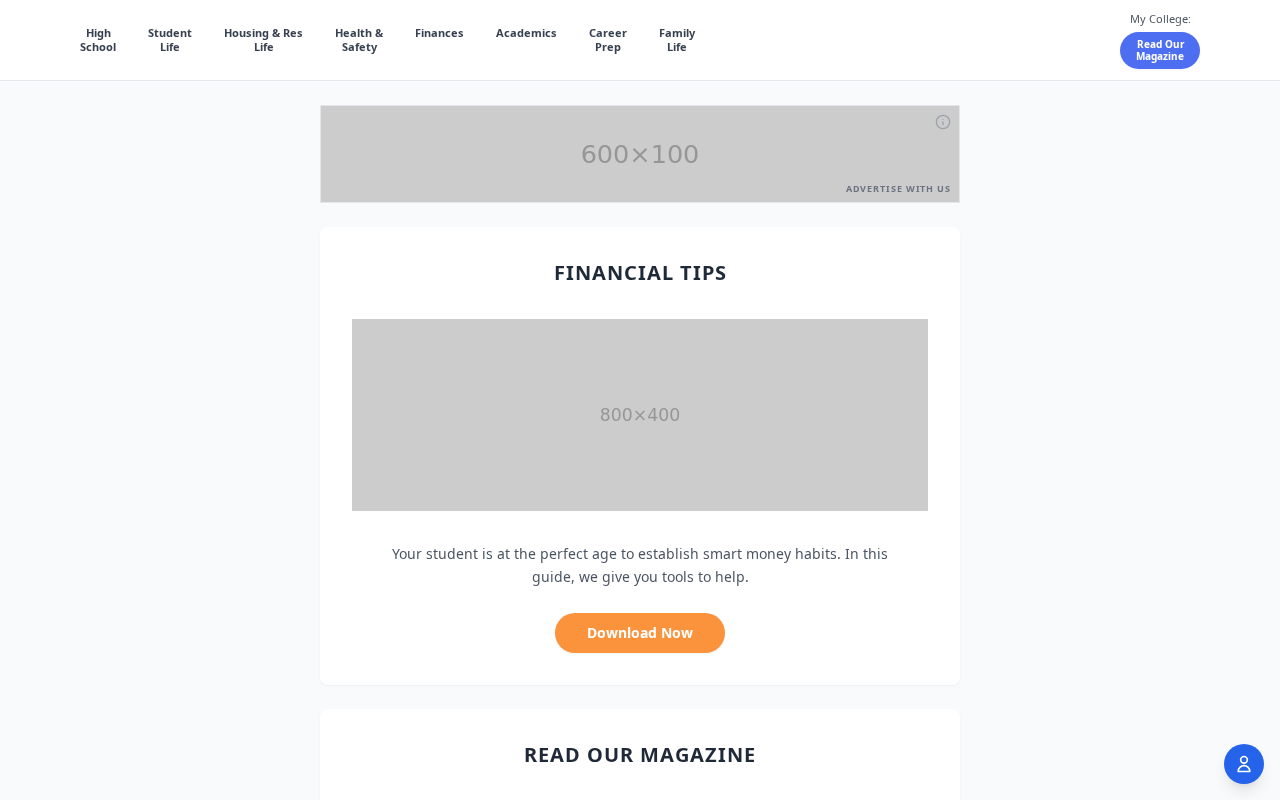 High School
Student Life
Housing & Res Life
Health & Safety
Finances
Academics
Career Prep
Family Life
My College:
Read Our Magazine
600×100
ADVERTISE WITH US
FINANCIAL TIPS
800×400
Your student is at the perfect age to establish smart money habits. In this
guide, we give you tools to help.
Download Now
READ OUR MAGAZINE